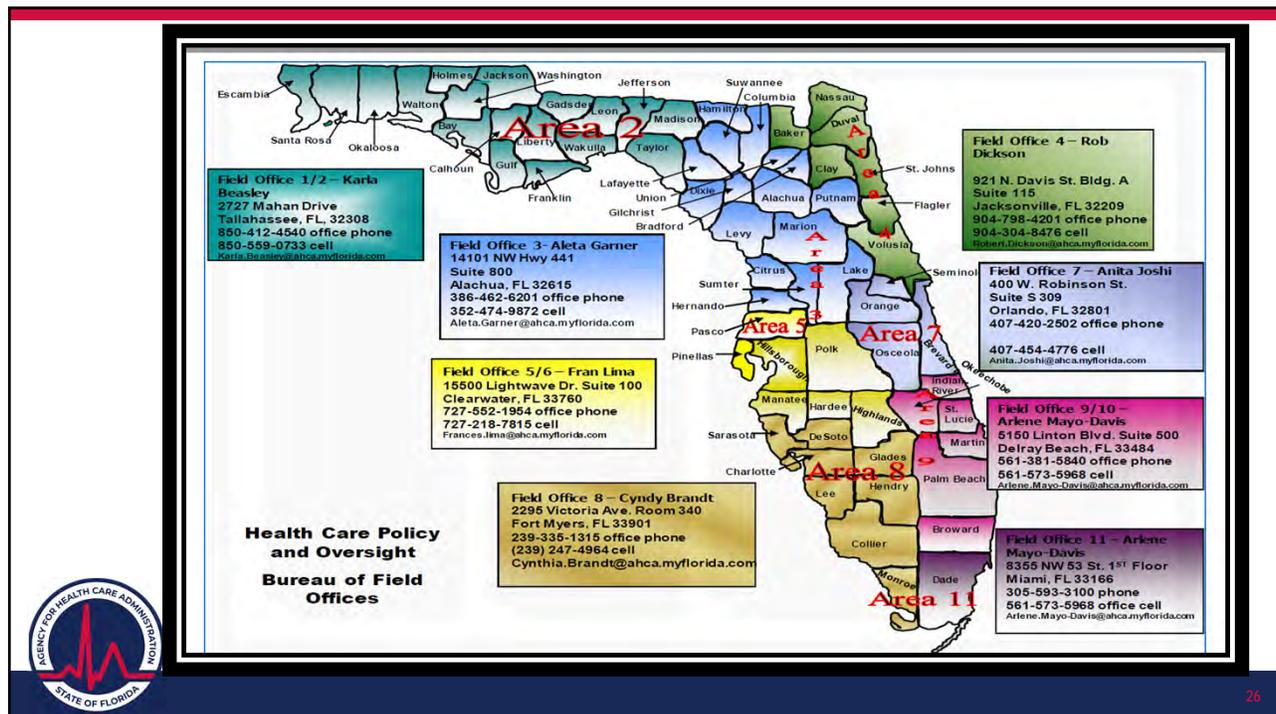 Holmes
Jackson
Washington
Jefferson
Suwannee
Columbia
Nassau
Escambia
Walton
Gadsde
Leon
Madison
Hamilton
Baker
Duval
Santa Rosa
Okaloosa
Bay
Calhoun
Liberty
Wakulla
Gulf
Franklin
Taylor
Area 2
Lafayette
Union
Dixie
Gilchrist
Bradford
Alachua
Putnam
Clay
St. Johns
Flagler
Area 4
Levy
Marion
Volusia
Citrus
Sumter
Lake
Seminol
Hernando
Orange
Area 3
Pasco
Area 5
Area 7
Pinellas
Hillsborough
Polk
Osceola
Brevard
Okeechobe
Indian
River
Manatee
Hardee
Highlands
St.
Lucie
Sarasota
DeSoto
Martin
Area 9
Charlotte
Glades
Area 8
Lee
Hendry
Palm Beach
Collier
Broward
Monroe
Dade
Area 11
Field Office 1/2 – Karla
Beasley
2727 Mahan Drive
Tallahassee, FL, 32308
850-412-4540 office phone
850-559-0733 cell
Karla.Beasley@ahca.myflorida.com
Field Office 3- Aleta Garner
14101 NW Hwy 441
Suite 800
Alachua, FL 32615
386-462-6201 office phone
352-474-9872 cell
Aleta.Garner@ahca.myflorida.com
Field Office 4 – Rob
Dickson
921 N. Davis St. Bldg. A
Suite 115
Jacksonville, FL 32209
904-798-4201 office phone
904-304-8476 cell
Robert.Dickson@ahca.myflorida.com
Field Office 7 – Anita Joshi
400 W. Robinson St.
Suite S 309
Orlando, FL 32801
407-420-2502 office phone
407-454-4776 cell
Anita.Joshi@ahca.myflorida.com
Field Office 5/6 – Fran Lima
15500 Lightwave Dr. Suite 100
Clearwater, FL 33760
727-552-1954 office phone
727-218-7815 cell
Frances.lima@ahca.myflorida.com
Field Office 9/10 –
Arlene Mayo-Davis
5150 Linton Blvd. Suite 500
Delray Beach, FL 33484
561-381-5840 office phone
561-573-5968 cell
Arlene.Mayo-Davis@ahca.myflorida.com
Field Office 8 – Cyndy Brandt
2295 Victoria Ave. Room 340
Fort Myers, FL 33901
239-335-1315 office phone
(239) 247-4964 cell
Cynthia.Brandt@ahca.myflorida.com
Field Office 11 – Arlene
Mayo-Davis
8355 NW 53 St. 1ST Floor
Miami, FL 33166
305-593-3100 phone
561-573-5968 office cell
Arlene.Mayo-Davis@ahca.myflorida.com
Health Care Policy
and Oversight
Bureau of Field
Offices
AGENCY FOR HEALTH CARE ADMINISTRATION
STATE OF FLORIDA
26